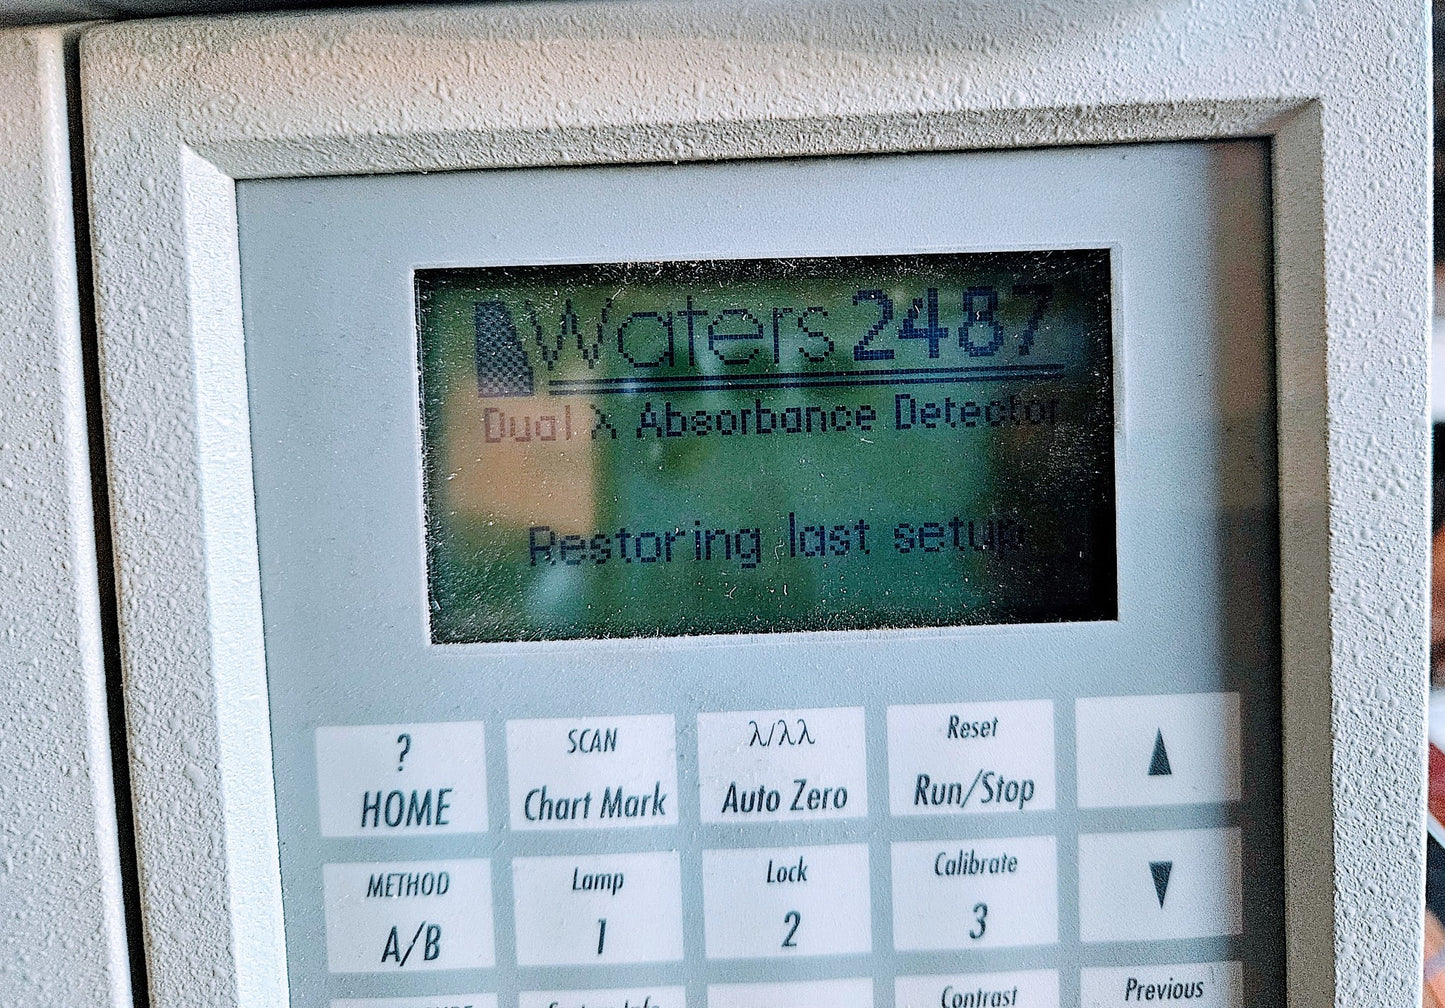 Waters 2487
Dual λ Absorbance Detector
Restoring last setup
? SCAN λ/λλ Reset ▲
HOME Chart Mark Auto Zero Run/Stop
METHOD Lamp Lock Calibrate ▼
A/B 1 2 3
Contrast Previous